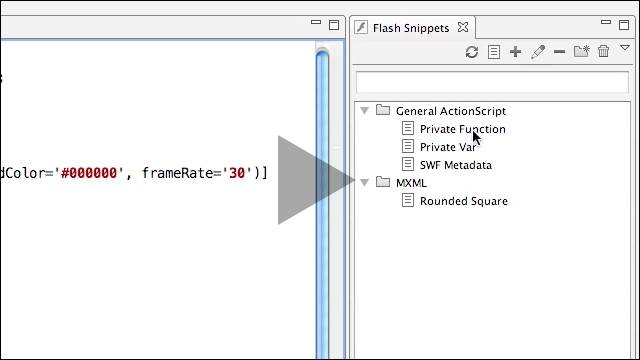 Flash Snippets
;
General ActionScript
Private Function
Private Var
SWF Metadata
dColor='#000000', frameRate='30')]
MXML
Rounded Square